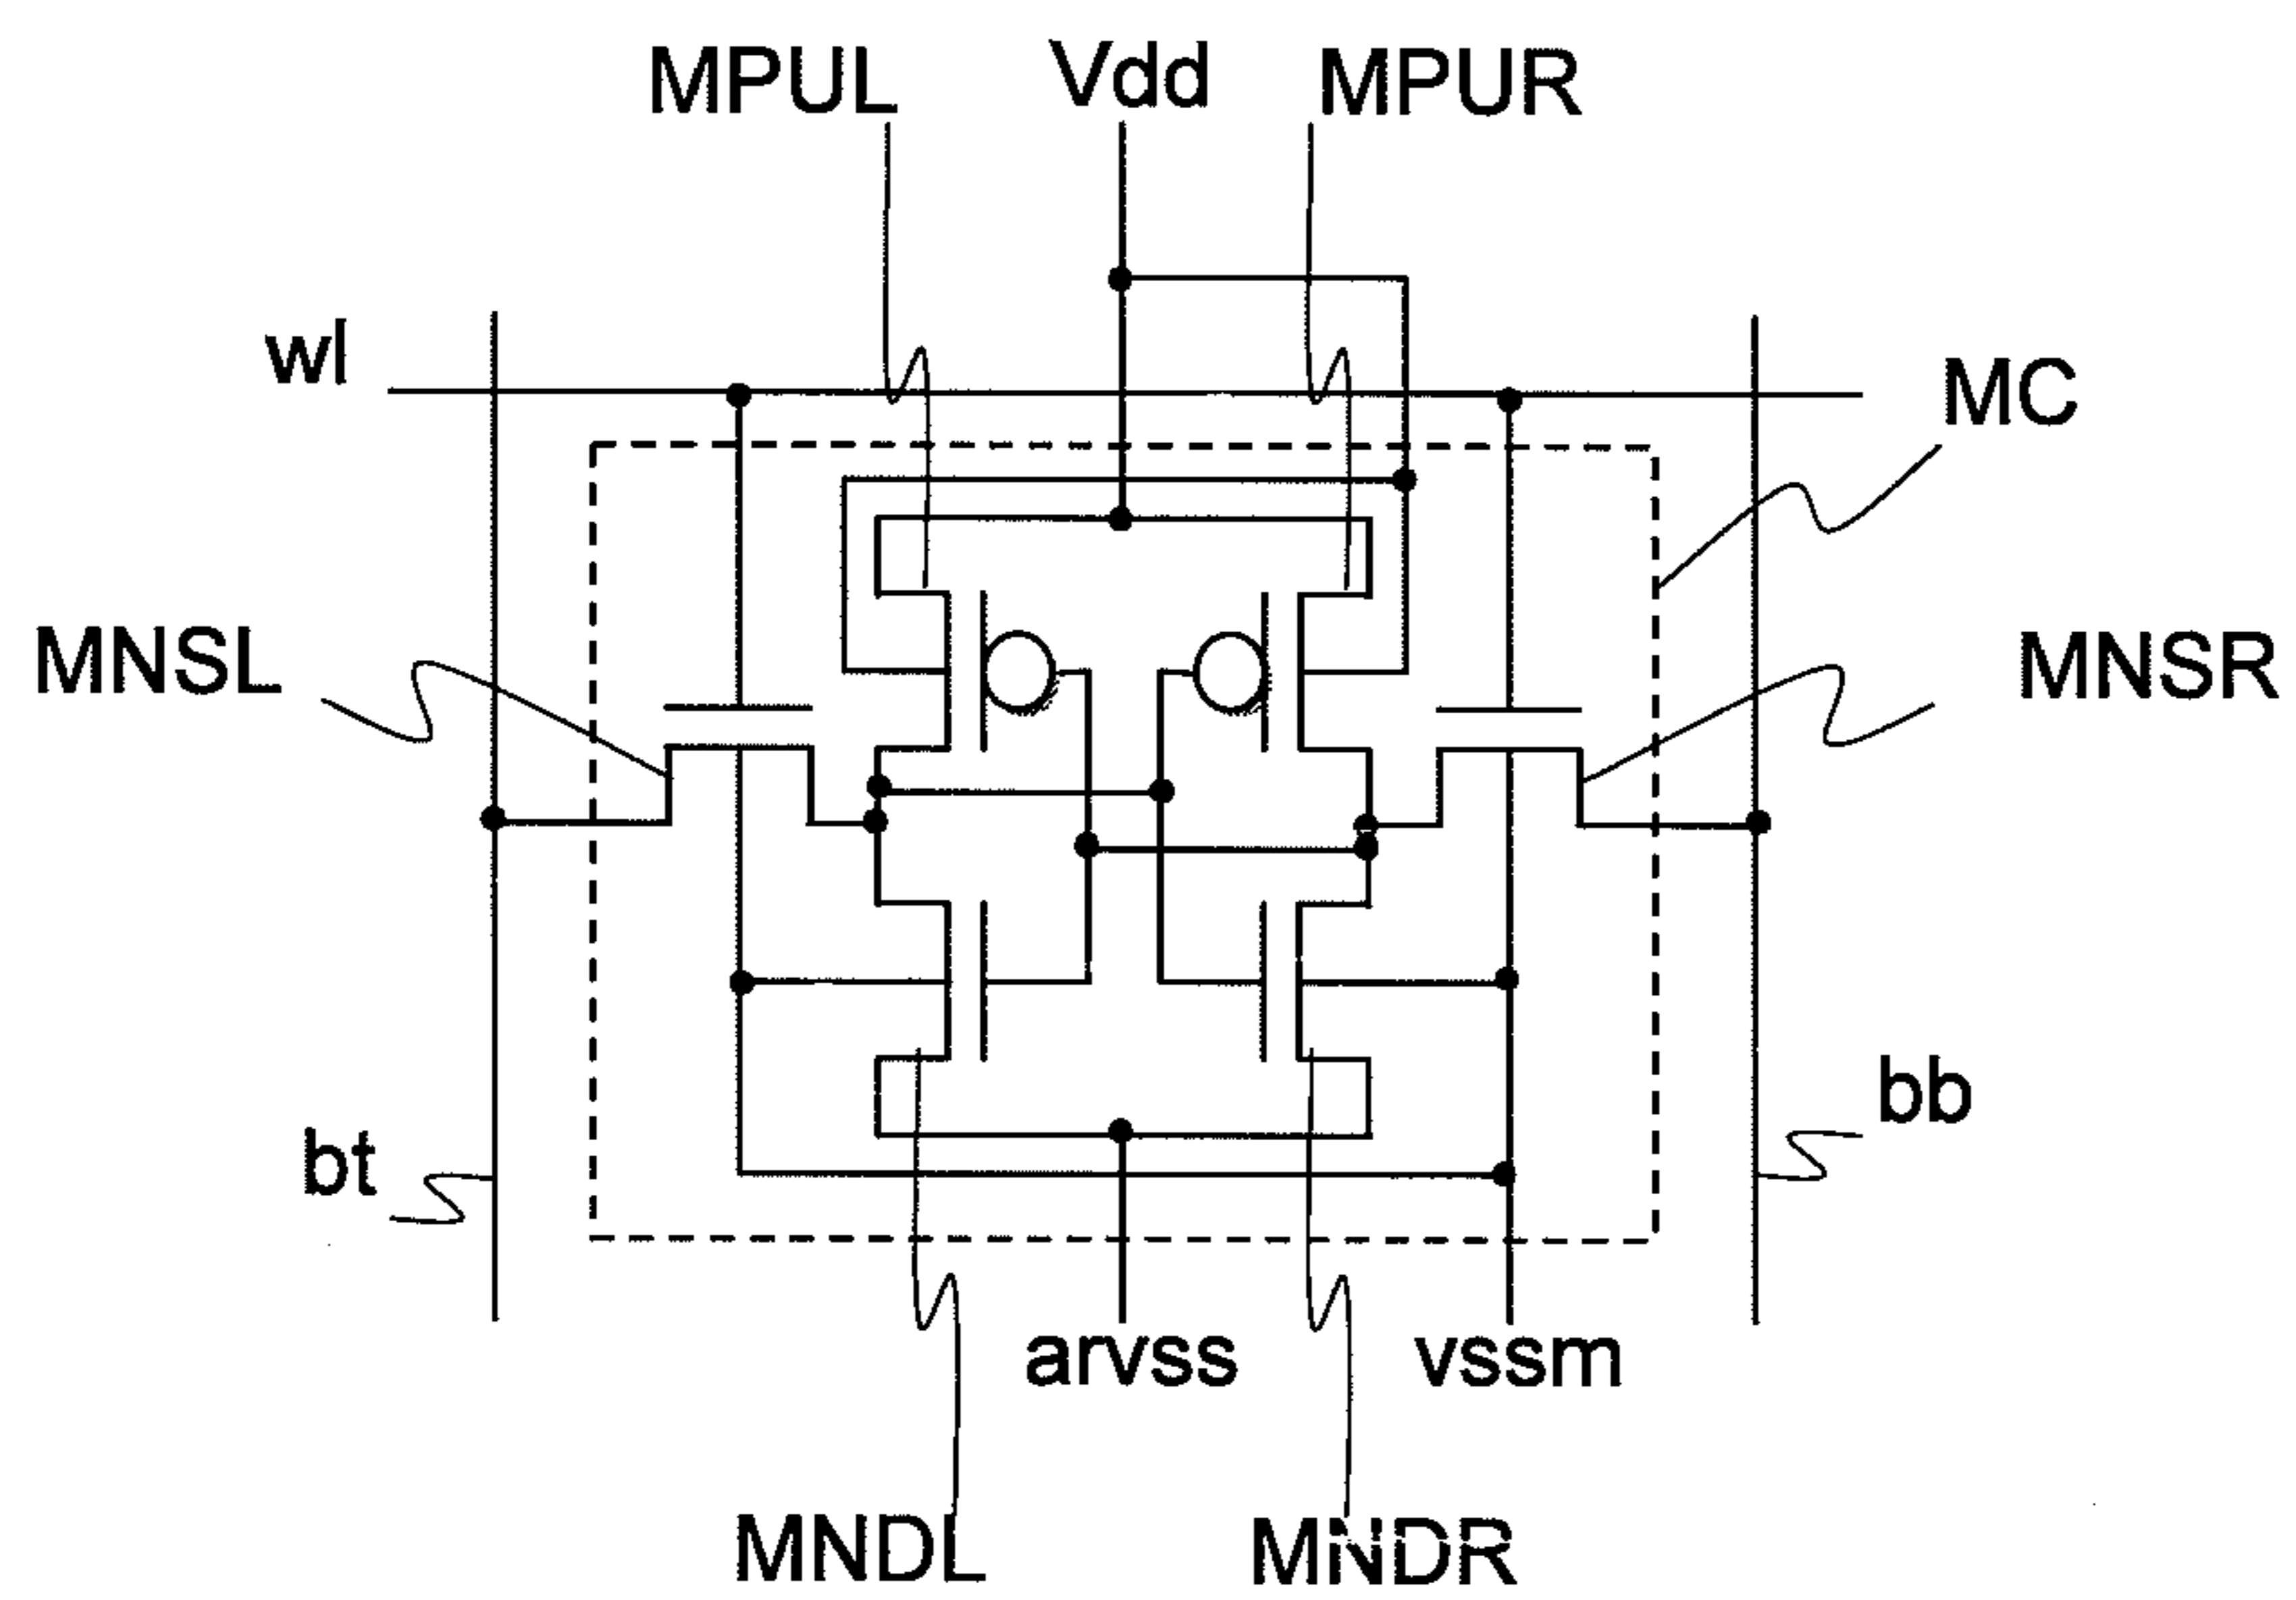 MPUL Vdd MPUR
wl
MC
MNSL
MNSR
bb
bt
arvss vssm
MNDL MNDR